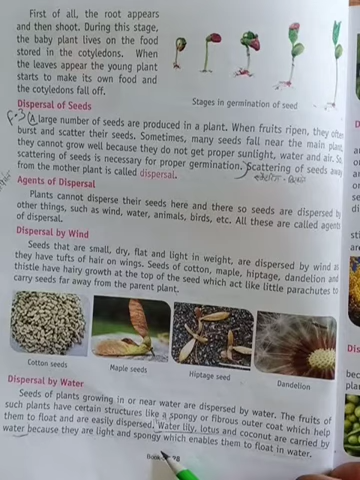 First of all, the root appears
and then shoot. During this stage,
the baby plant lives on the food
stored in the cotyledons. When
the leaves appear the young plant
starts to make its own food and
the cotyledons fall off.
Stages in germination of seed
Dispersal of Seeds
A large number of seeds are produced in a plant. When fruits ripen, they often
burst and scatter their seeds. Sometimes, many seeds fall near the main plant,
they cannot grow well because they do not get proper sunlight, water and air. So,
scattering of seeds is necessary for proper germination. Scattering of seeds away
from the mother plant is called dispersal.
Agents of Dispersal
Plants cannot disperse their seeds here and there so seeds are dispersed by
other things, such as wind, water, animals, birds, etc. All these are called agents
of dispersal.
Dispersal by Wind
Seeds that are small, dry, flat and light in weight, are dispersed by wind as
they have tufts of hair on wings. Seeds of cotton, maple, hiptage, dandelion and
thistle have hairy growth at the top of the seed which act like little parachutes to
carry seeds far away from the parent plant.
Cotton seeds
Maple seeds
Hiptage seed
Dandelion
Dispersal by Water
Seeds of plants growing in or near water are dispersed by water. The fruits of
such plants have certain structures like a spongy or fibrous outer coat which help
them to float and are easily dispersed. Water lily, lotus and coconut are carried by
water because they are light and spongy which enables them to float in water.